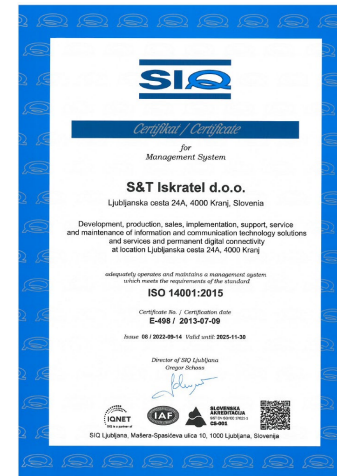 SIQ
Certifikat / Certificate
for
Management System
S&T Iskratel d.o.o.
Ljubljanska cesta 24A, 4000 Kranj, Slovenia
Development, production, sales, implementation, support, service
and maintenance of information and communication technology solutions
and services and permanent digital connectivity
at location Ljubljanska cesta 24A, 4000 Kranj
adequately operates and maintains a management system
which meets the requirements of the standard
ISO 14001:2015
Certificate No. / Certification date
E-498 / 2013-07-09
Issue 08 / 2022-09-14 Valid until 2025-11-30
Director of SIQ Ljubljana
Gregor Schoss
IQNET
SIQ is a partner of
IAF
SLOVENSKA
AKREDITACIJA
CS-001
SIQ Ljubljana, Mašera-Spasićeva ulica 10, 1000 Ljubljana, Slovenija